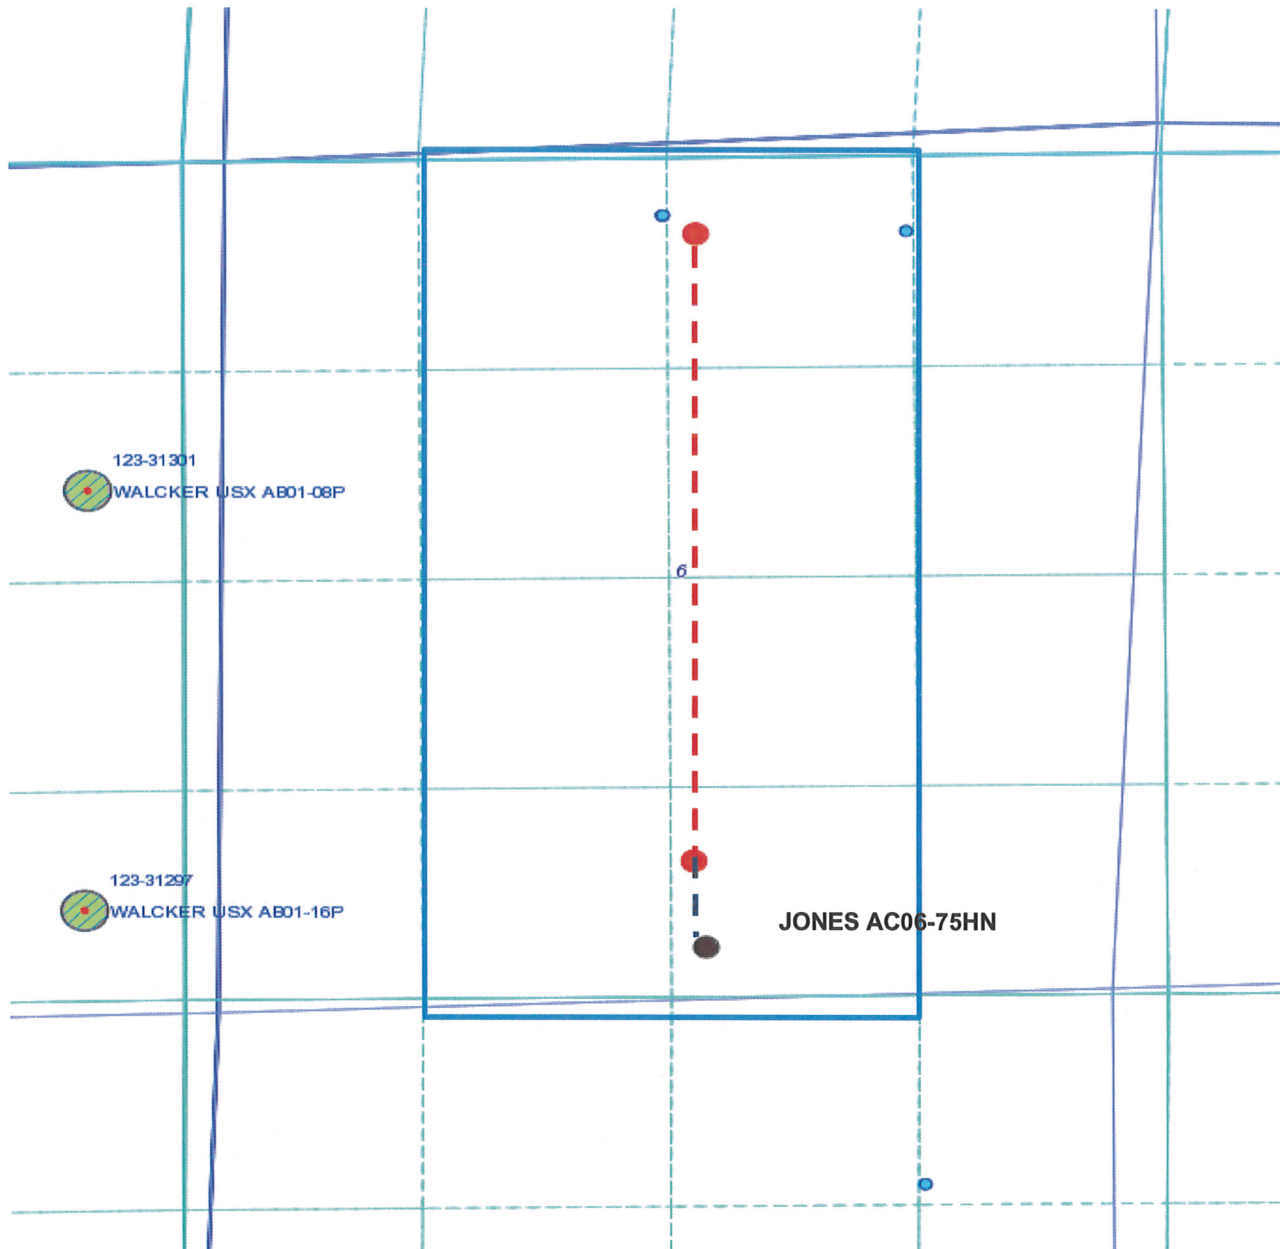 123-31301
WALCKER USX AB01-08P
6
123-31297
WALCKER USX AB01-16P
JONES AC06-75HN